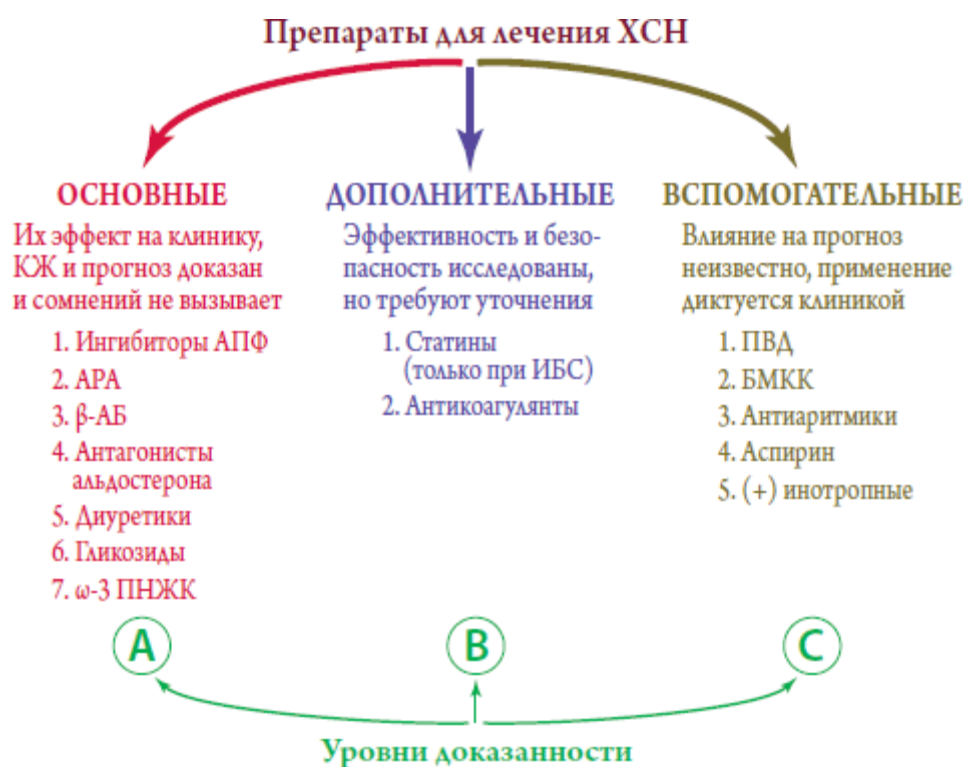 Препараты для лечения ХСН
ОСНОВНЫЕ
Их эффект на клинику,
КЖ и прогноз доказан
и сомнений не вызывает
1. Ингибиторы АПФ
2. АРА
3. β-АБ
4. Антагонисты
альдостерона
5. Диуретики
6. Гликозиды
7. ω-3 ПНЖК
ДОПОЛНИТЕЛЬНЫЕ
Эффективность и безо-
пасность исследованы,
но требуют уточнения
1. Статины
(только при ИБС)
2. Антикоагулянты
ВСПОМОГАТЕЛЬНЫЕ
Влияние на прогноз
неизвестно, применение
диктуется клиникой
1. ПВД
2. БМКК
3. Антиаритмики
4. Аспирин
5. (+) инотропные
A
B
C
Уровни доказанности